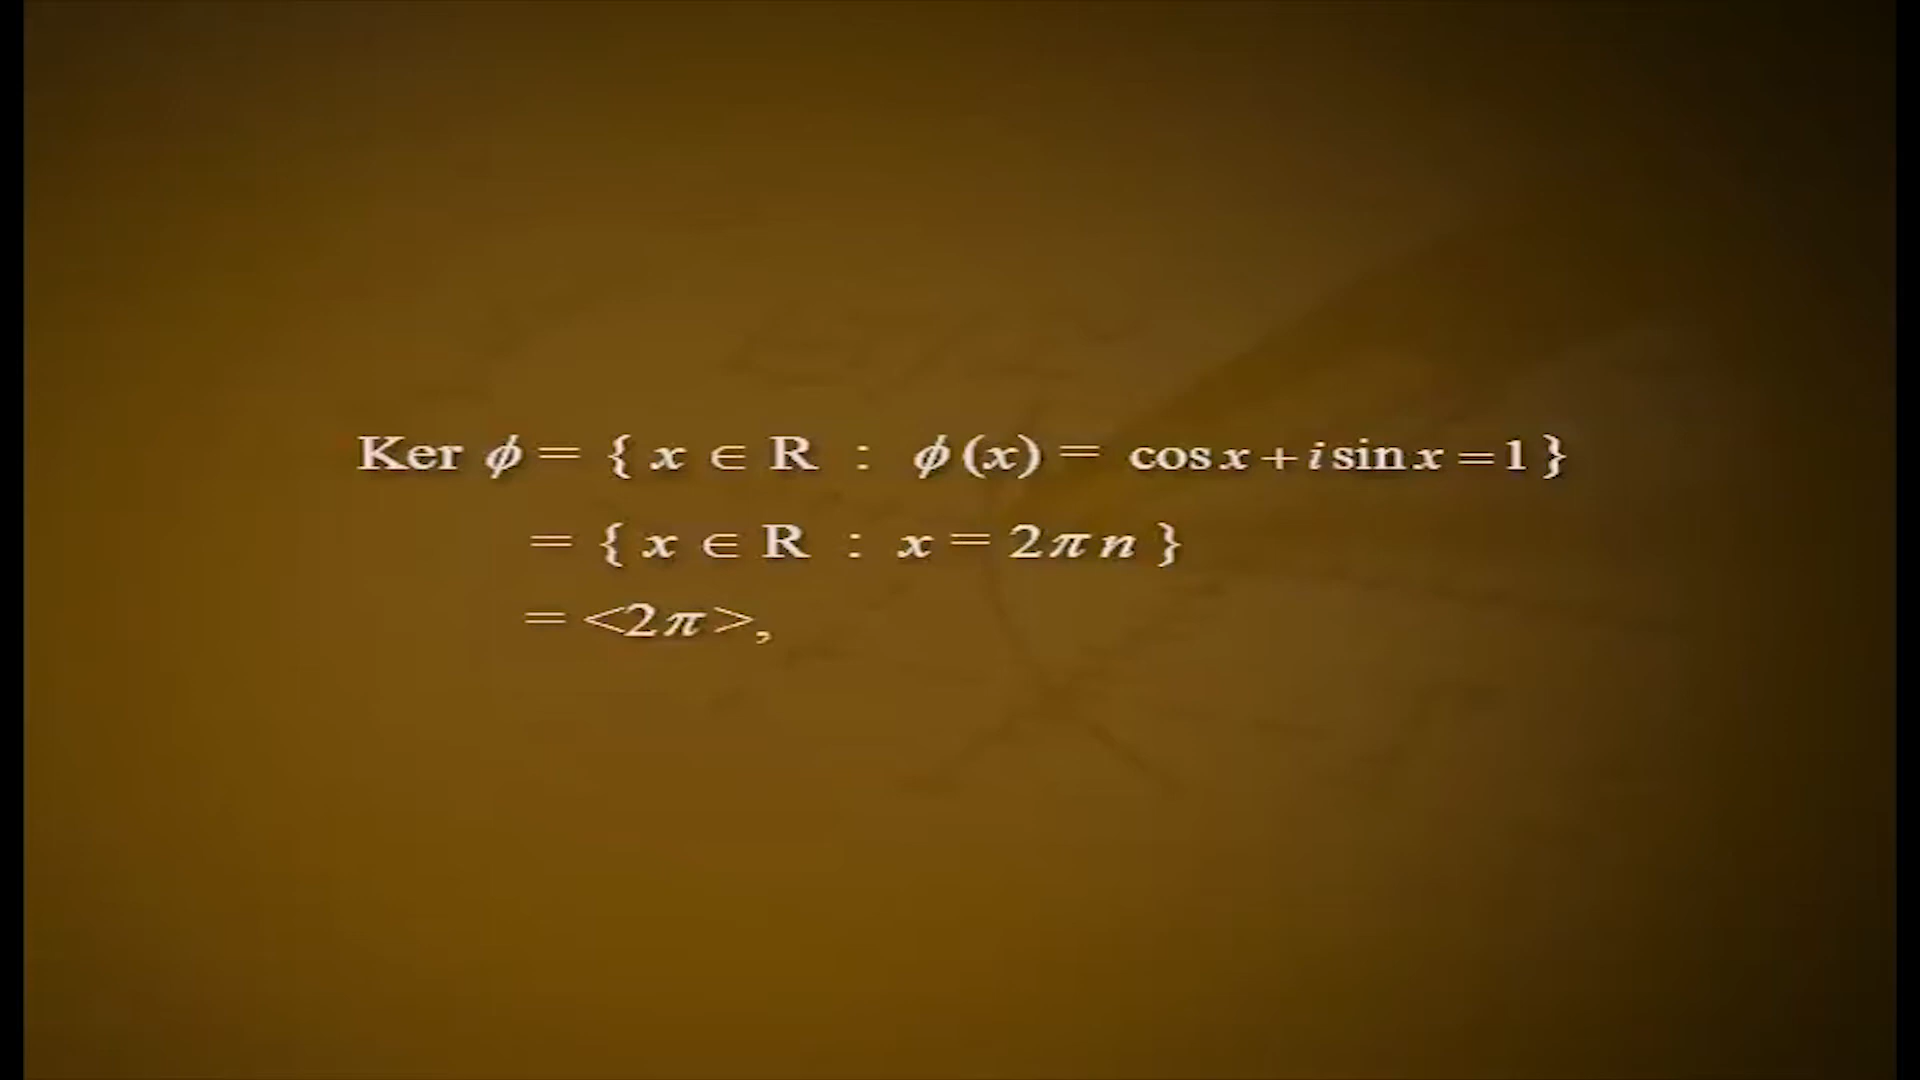 Ker ϕ = { x ∈ R : ϕ(x) = cos x + i sin x = 1 }
= { x ∈ R : x = 2π n }
= <2π>,